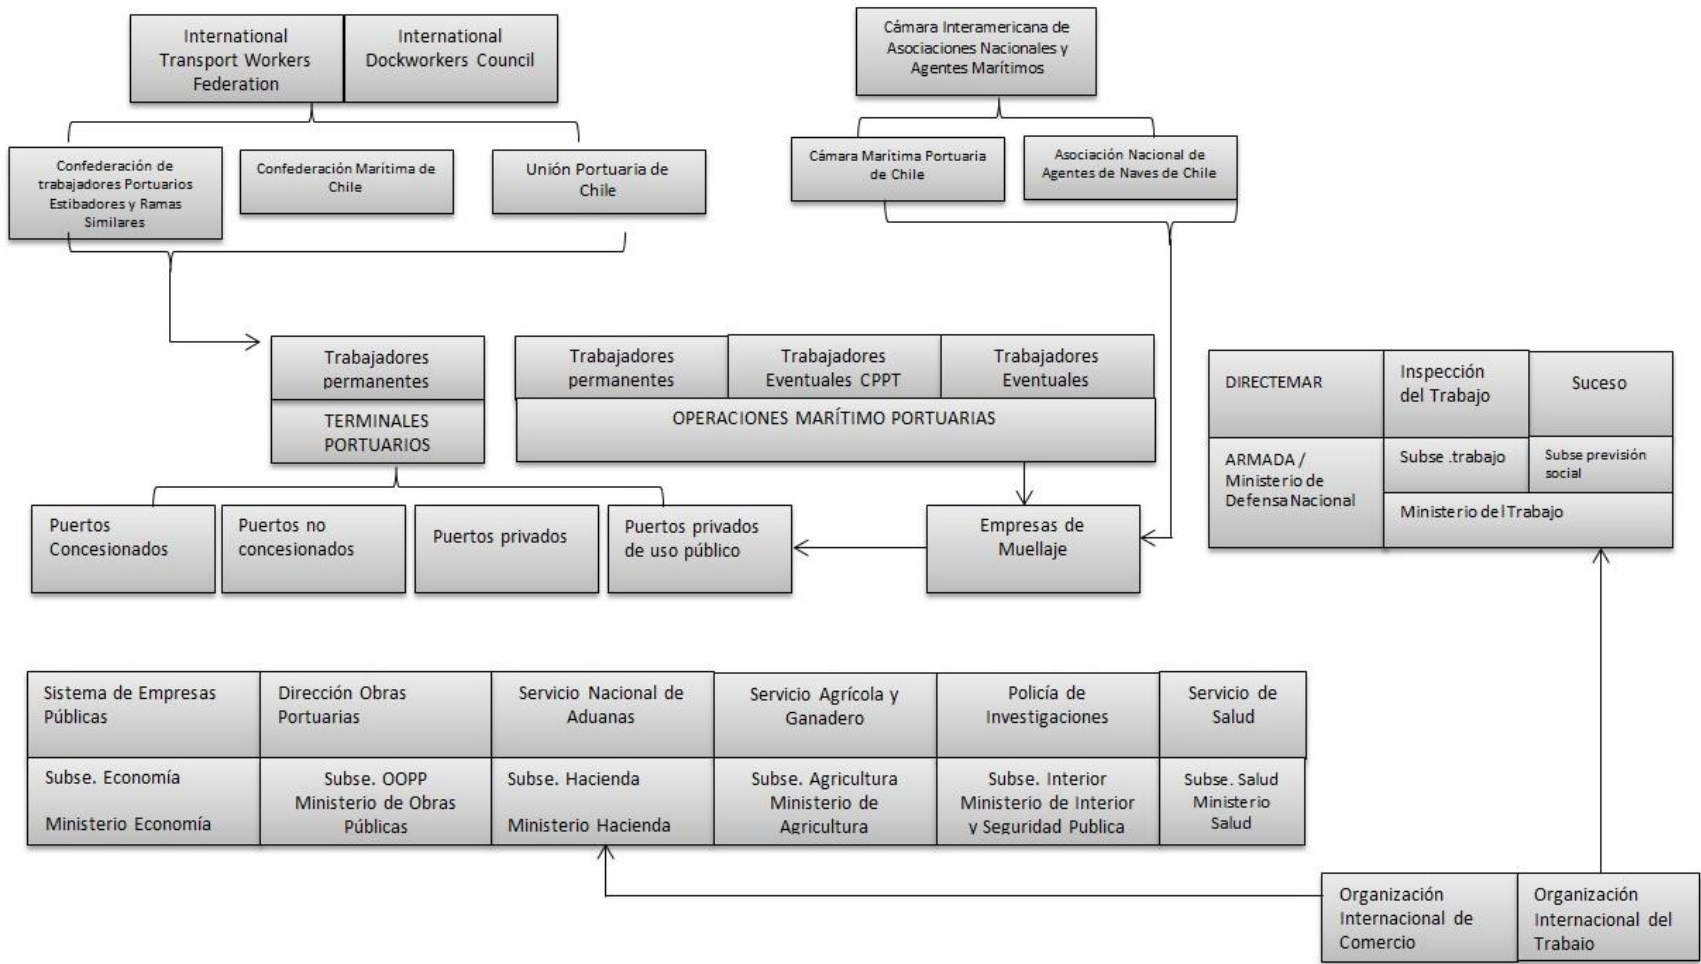 International
Transport Workers
Federation
International
Dockworkers Council
Cámara Interamericana de
Asociaciones Nacionales y
Agentes Marítimos
Confederación de
trabajadores Portuarios
Estibadores y Ramas
Similares
Confederación Marítima de
Chile
Unión Portuaria de
Chile
Cámara Marítima Portuaria
de Chile
Asociación Nacional de
Agentes de Naves de Chile
Trabajadores
permanentes
TERMINALES
PORTUARIOS
Trabajadores
permanentes
Trabajadores
Eventuales CPPT
Trabajadores
Eventuales
OPERACIONES MARÍTIMO PORTUARIAS
DIRECTEMAR
Inspección
del Trabajo
Suceso
ARMADA /
Ministerio de
Defensa Nacional
Subse .trabajo
Subse previsión
social
Ministerio del Trabajo
Puertos
Concesionados
Puertos no
concesionados
Puertos privados
Puertos privados
de uso público
Empresas de
Muellaje
Sistema de Empresas
Públicas
Dirección Obras
Portuarias
Servicio Nacional de
Aduanas
Servicio Agrícola y
Ganadero
Policía de
Investigaciones
Servicio de
Salud
Subse. Economía
Ministerio Economía
Subse. OOPP
Ministerio de Obras
Públicas
Subse. Hacienda
Ministerio Hacienda
Subse. Agricultura
Ministerio de
Agricultura
Subse. Interior
Ministerio de Interior
y Seguridad Publica
Subse. Salud
Ministerio
Salud
Organización
Internacional de
Comercio
Organización
Internacional del
Trabajo